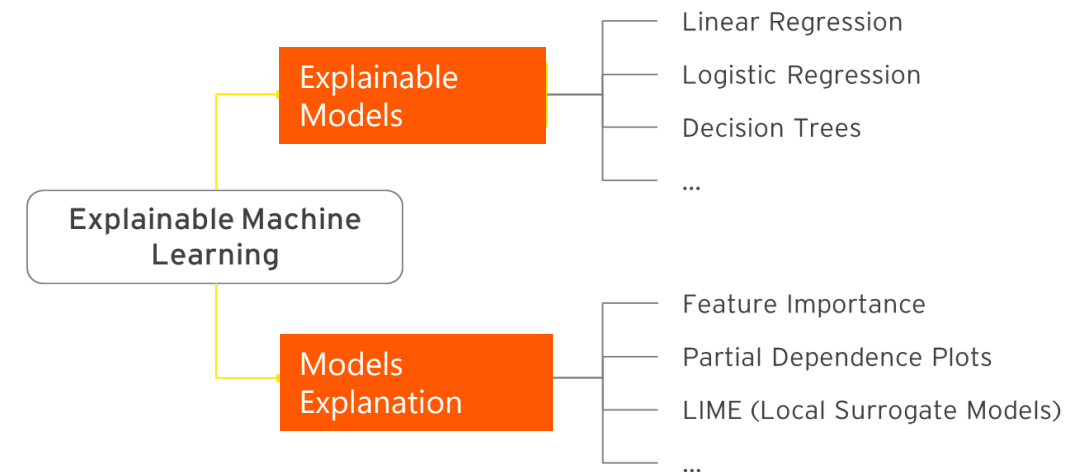 Explainable Machine
Learning
Explainable
Models
Linear Regression
Logistic Regression
Decision Trees
...
Models
Explanation
Feature Importance
Partial Dependence Plots
LIME (Local Surrogate Models)
...